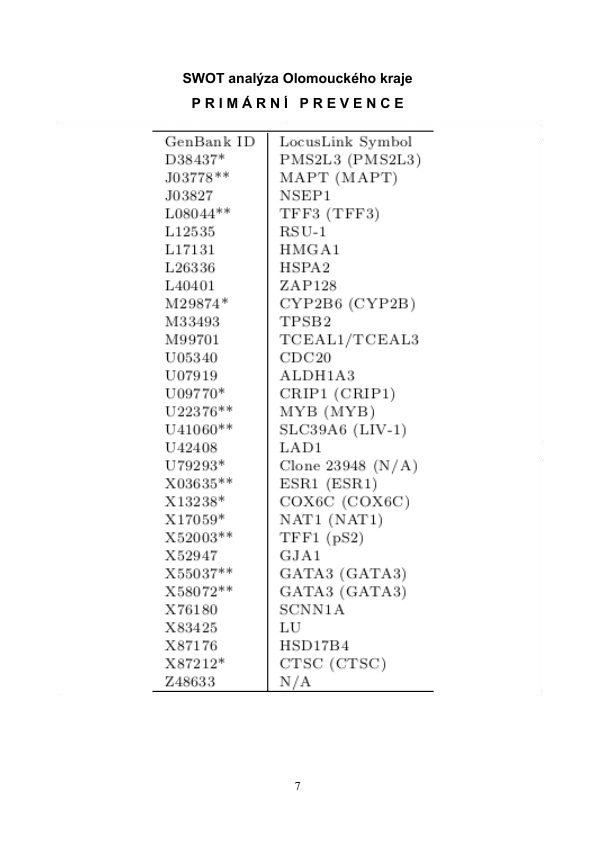 SWOT analýza Olomouckého kraje
P R I M Á R N Í P R E V E N C E
GenBank ID LocusLink Symbol
D38437* PMS2L3 (PMS2L3)
J03778** MAPT (MAPT)
J03827 NSEP1
L08044** TFF3 (TFF3)
L12535 RSU-1
L17131 HMGA1
L26336 HSPA2
L40401 ZAP128
M29874* CYP2B6 (CYP2B)
M33493 TPSB2
M99701 TCEAL1/TCEAL3
U05340 CDC20
U07919 ALDH1A3
U09770* CRIP1 (CRIP1)
U22376** MYB (MYB)
U41060** SLC39A6 (LIV-1)
U42408 LAD1
U79293* Clone 23948 (N/A)
X03635** ESR1 (ESR1)
X13238* COX6C (COX6C)
X17059* NAT1 (NAT1)
X52003** TFF1 (pS2)
X52947 GJA1
X55037** GATA3 (GATA3)
X58072** GATA3 (GATA3)
X76180 SCNN1A
X83425 LU
X87176 HSD17B4
X87212* CTSC (CTSC)
Z48633 N/A
7